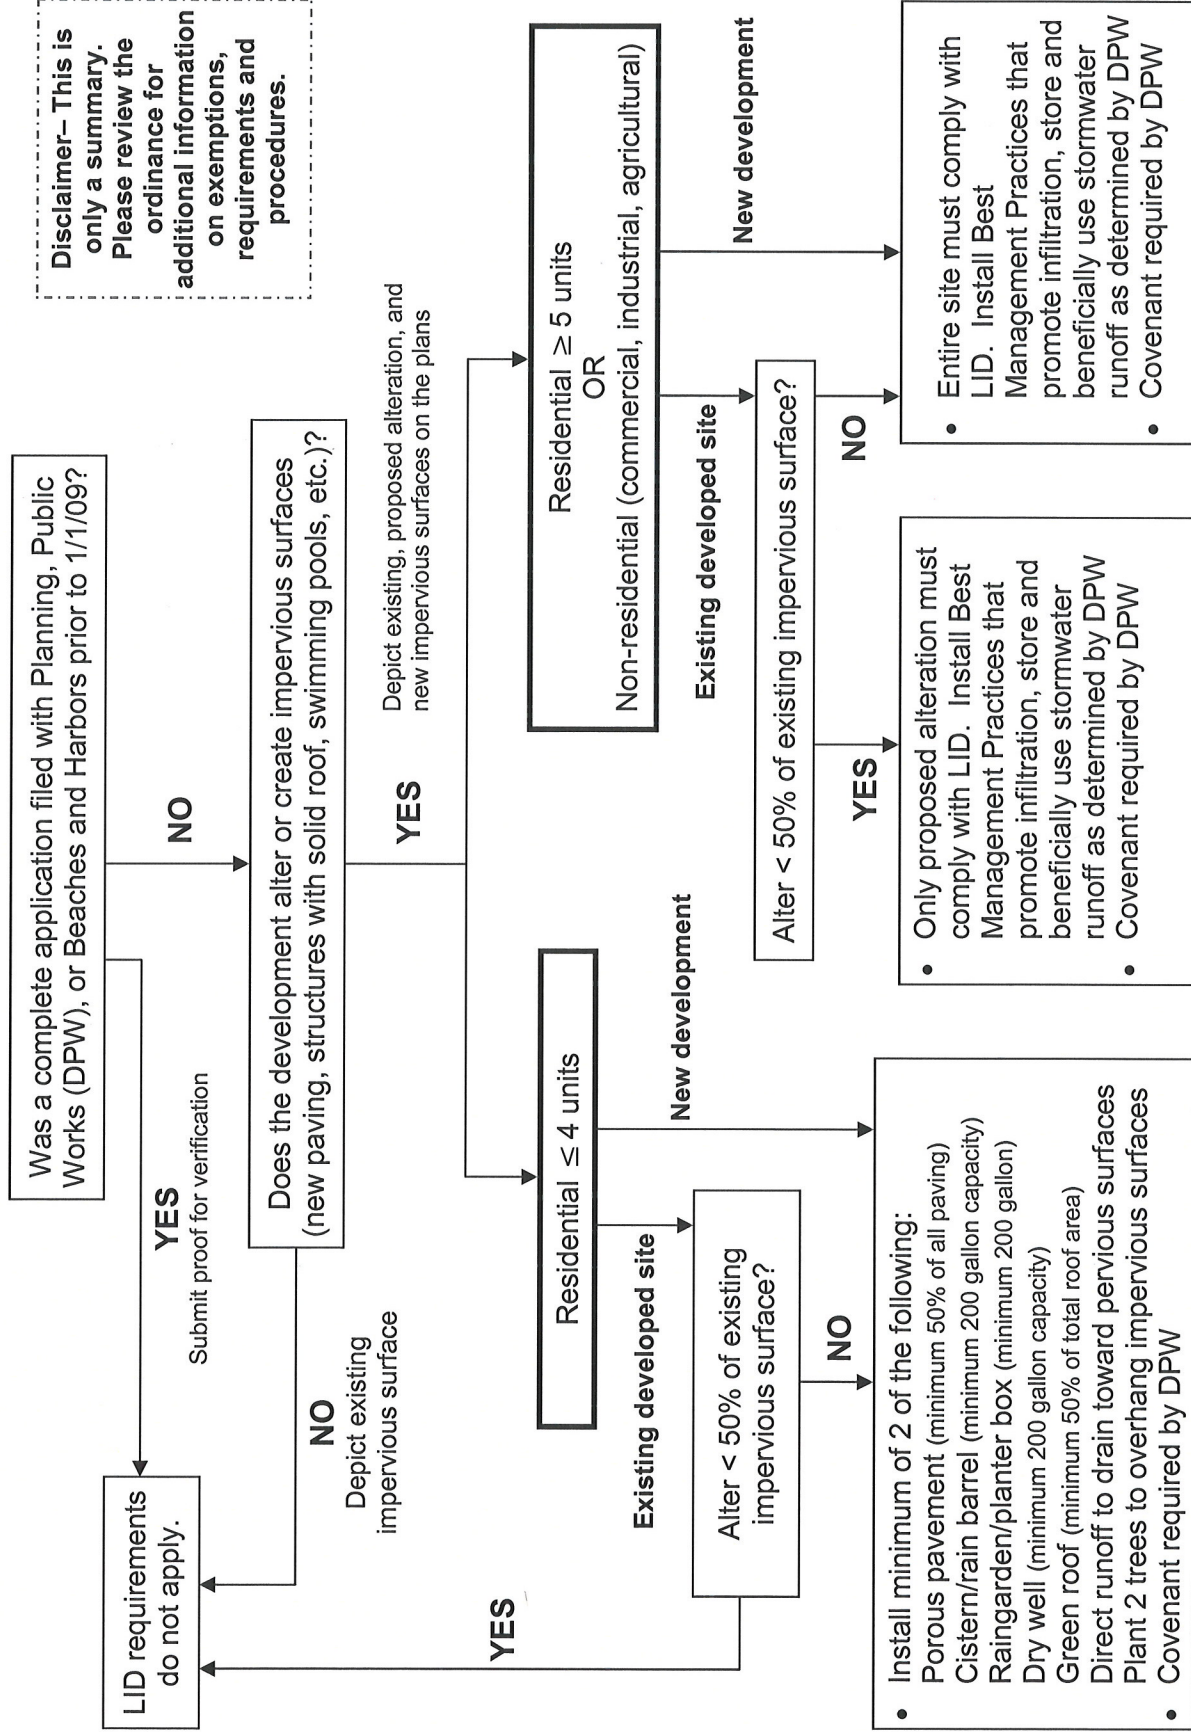 Disclaimer– This is
only a summary.
Please review the
ordinance for
additional information
on exemptions,
requirements and
procedures.
Was a complete application filed with Planning, Public
Works (DPW), or Beaches and Harbors prior to 1/1/09?
YES
Submit proof for verification
NO
LID requirements
do not apply.
Does the development alter or create impervious surfaces
(new paving, structures with solid roof, swimming pools, etc.)?
NO
Depict existing
impervious surface
YES
Depict existing, proposed alteration, and
new impervious surfaces on the plans
Residential ≤ 4 units
Residential ≥ 5 units
OR
Non-residential (commercial, industrial, agricultural)
Existing developed site
New development
Existing developed site
New development
Alter < 50% of existing
impervious surface?
YES
NO
Alter < 50% of existing impervious surface?
YES
NO
• Install minimum of 2 of the following:
Porous pavement (minimum 50% of all paving)
Cistern/rain barrel (minimum 200 gallon capacity)
Raingarden/planter box (minimum 200 gallon)
Dry well (minimum 200 gallon capacity)
Green roof (minimum 50% of total roof area)
Direct runoff to drain toward pervious surfaces
Plant 2 trees to overhang impervious surfaces
• Covenant required by DPW
• Only proposed alteration must
comply with LID. Install Best
Management Practices that
promote infiltration, store and
beneficially use stormwater
runoff as determined by DPW
• Covenant required by DPW
• Entire site must comply with
LID. Install Best
Management Practices that
promote infiltration, store and
beneficially use stormwater
runoff as determined by DPW
• Covenant required by DPW